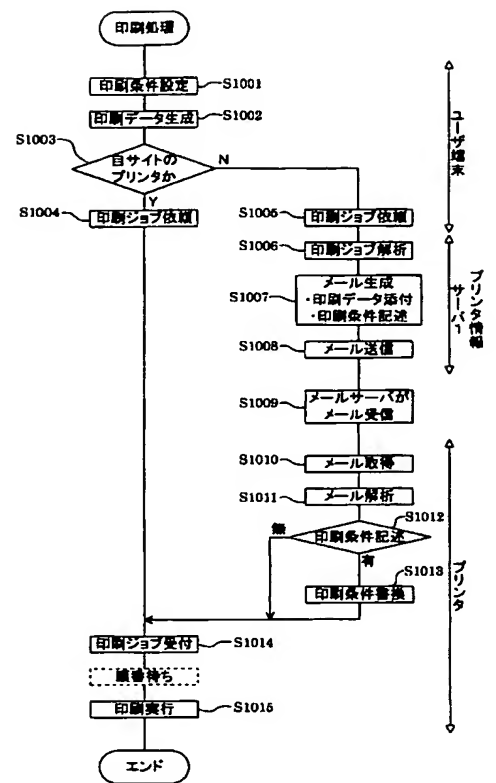 印刷処理
印刷条件設定
S1001
印刷データ生成
S1002
S1003
自サイトの
プリンタか
N
Y
S1004
印刷ジョブ依頼
S1005
印刷ジョブ依頼
S1006
印刷ジョブ解析
S1007
メール生成
・印刷データ添付
・印刷条件記述
S1008
メール送信
S1009
メールサーバが
メール受信
S1010
メール取得
S1011
メール解析
S1012
印刷条件記述
無
有
S1013
印刷条件書換
印刷ジョブ受付
S1014
順番待ち
印刷実行
S1015
エンド
ユーザ端末
プリンタ情報
サーバ1
プリンタ